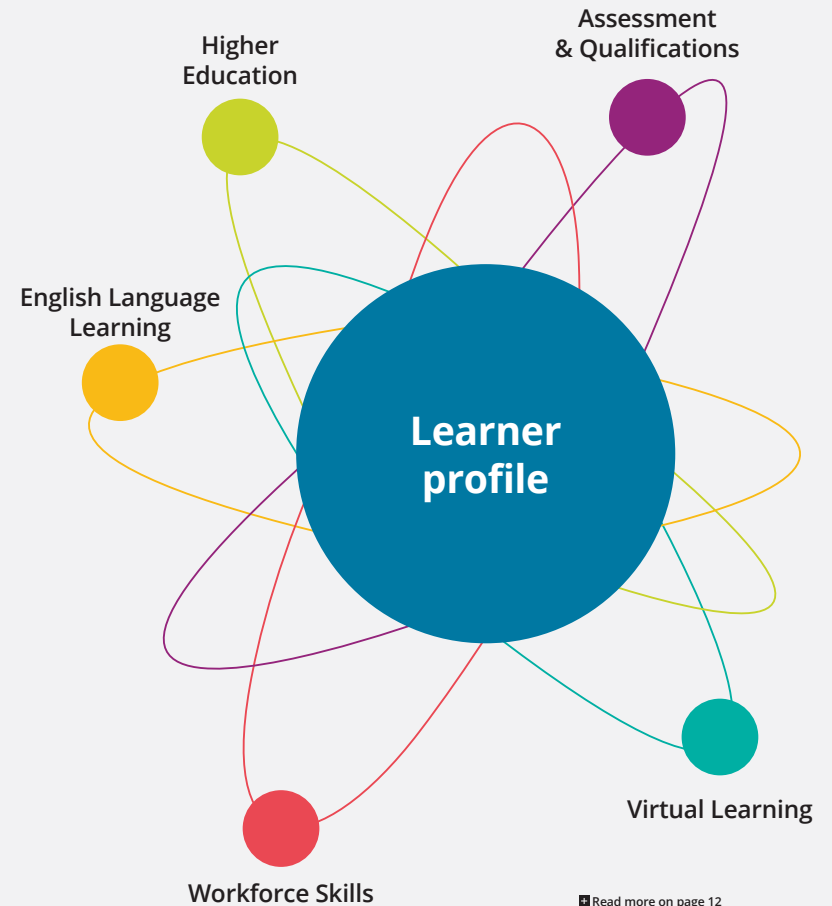 Assessment
& Qualifications
Higher
Education
English Language
Learning
Learner
profile
Virtual Learning
Workforce Skills
+ Read more on page 12